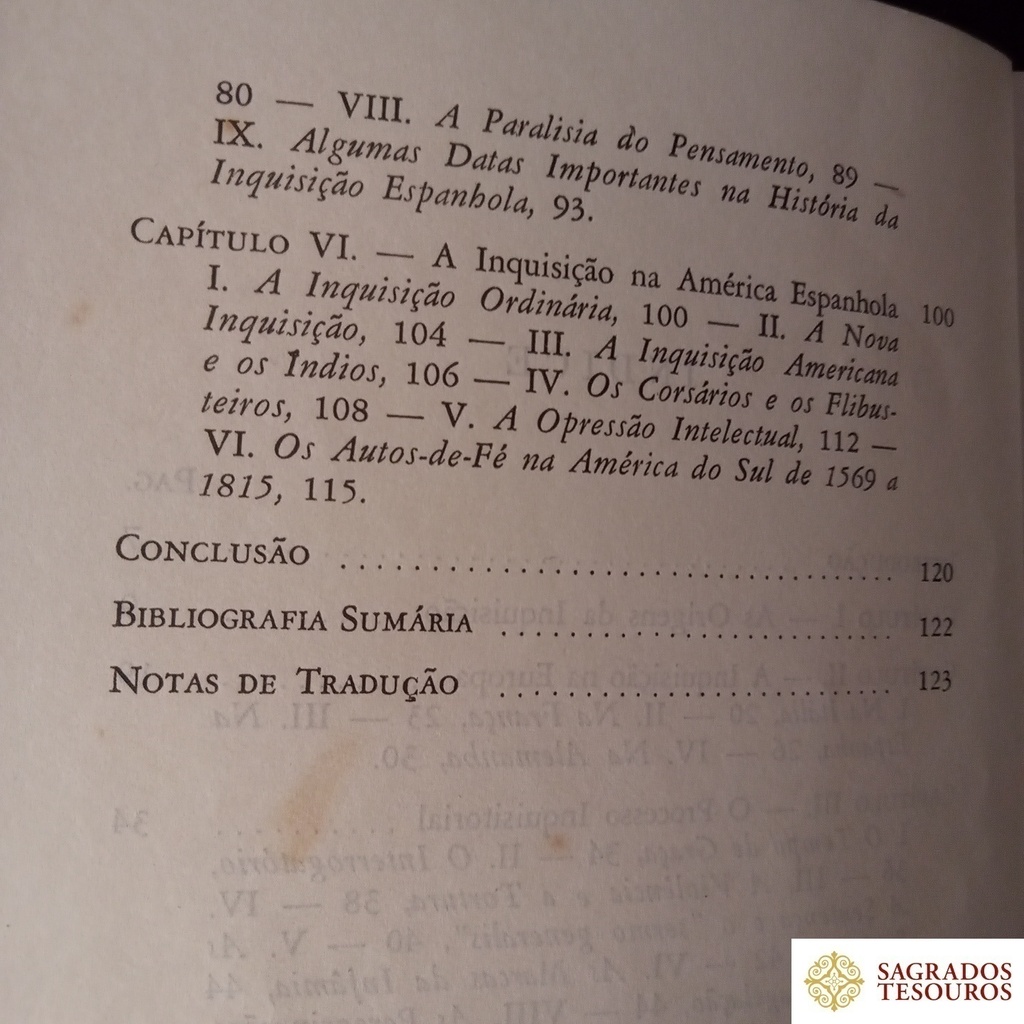 80 — VIII. A Paralisia do Pensamento, 89 —
IX. Algumas Datas Importantes na História da
Inquisição Espanhola, 93.
CAPÍTULO VI. — A Inquisição na América Espanhola 100
I. A Inquisição Ordinária, 100 — II. A Nova
Inquisição, 104 — III. A Inquisição Americana
e os Índios, 106 — IV. Os Corsários e os Flibus-
teiros, 108 — V. A Opressão Intelectual, 112 —
VI. Os Autos-de-Fé na América do Sul de 1569 a
1815, 115.
CONCLUSÃO .................................. 120
BIBLIOGRAFIA SUMÁRIA ........................ 122
NOTAS DE TRADUÇÃO ........................ 123
SAGRADOS
TESOUROS